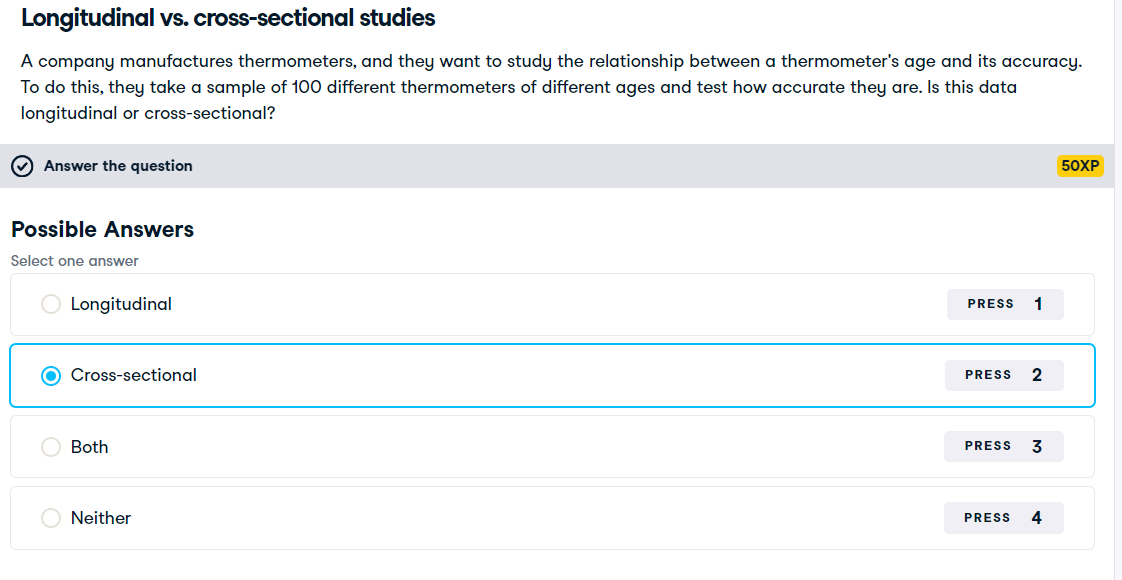 Longitudinal vs. cross-sectional studies
A company manufactures thermometers, and they want to study the relationship between a thermometer's age and its accuracy.
To do this, they take a sample of 100 different thermometers of different ages and test how accurate they are. Is this data
longitudinal or cross-sectional?
Answer the question 50XP
Possible Answers
Select one answer
Longitudinal PRESS 1
Cross-sectional PRESS 2
Both PRESS 3
Neither PRESS 4